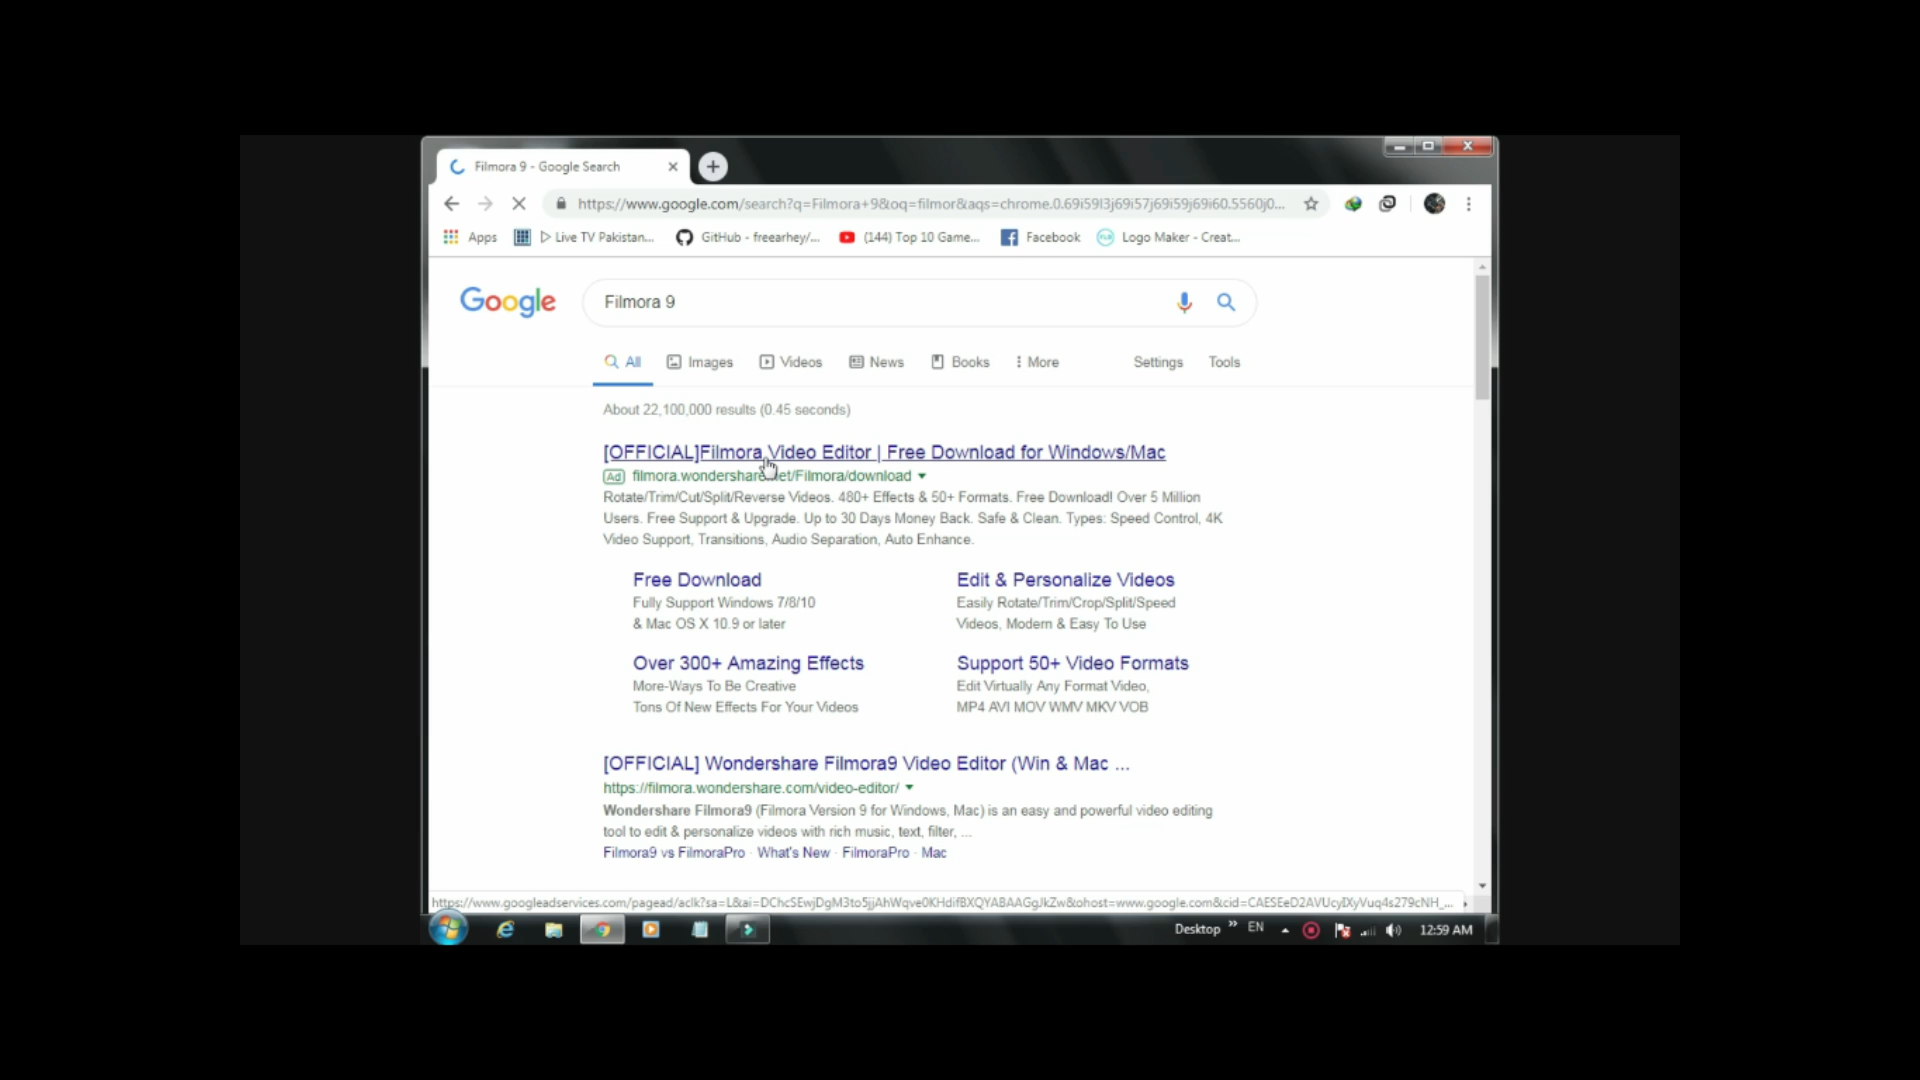 Filmora 9 - Google Search
https://www.google.com/search?q=Filmora+9&oq=filmor&aqs=chrome.0.69i59l3j69i57j69i59j69i60.5560j0...
Apps Live TV Pakistan... GitHub - freearhey/... (144) Top 10 Game... Facebook Logo Maker - Creat...
Google Filmora 9
All Images Videos News Books More Settings Tools
About 22,100,000 results (0.45 seconds)
[OFFICIAL]Filmora Video Editor | Free Download for Windows/Mac
Ad filmora.wondershare.net/Filmora/download
Rotate/Trim/Cut/Split/Reverse Videos. 480+ Effects & 50+ Formats. Free Download! Over 5 Million
Users. Free Support & Upgrade. Up to 30 Days Money Back. Safe & Clean. Types: Speed Control, 4K
Video Support, Transitions, Audio Separation, Auto Enhance.
Free Download
Fully Support Windows 7/8/10
& Mac OS X 10.9 or later
Edit & Personalize Videos
Easily Rotate/Trim/Crop/Split/Speed
Videos, Modern & Easy To Use
Over 300+ Amazing Effects
More-Ways To Be Creative
Tons Of New Effects For Your Videos
Support 50+ Video Formats
Edit Virtually Any Format Video,
MP4 AVI MOV WMV MKV VOB
[OFFICIAL] Wondershare Filmora9 Video Editor (Win & Mac ...
https://filmora.wondershare.com/video-editor/
Wondershare Filmora9 (Filmora Version 9 for Windows, Mac) is an easy and powerful video editing
tool to edit & personalize videos with rich music, text, filter, ...
Filmora9 vs FilmoraPro · What's New · FilmoraPro · Mac
Desktop EN 12:59 AM